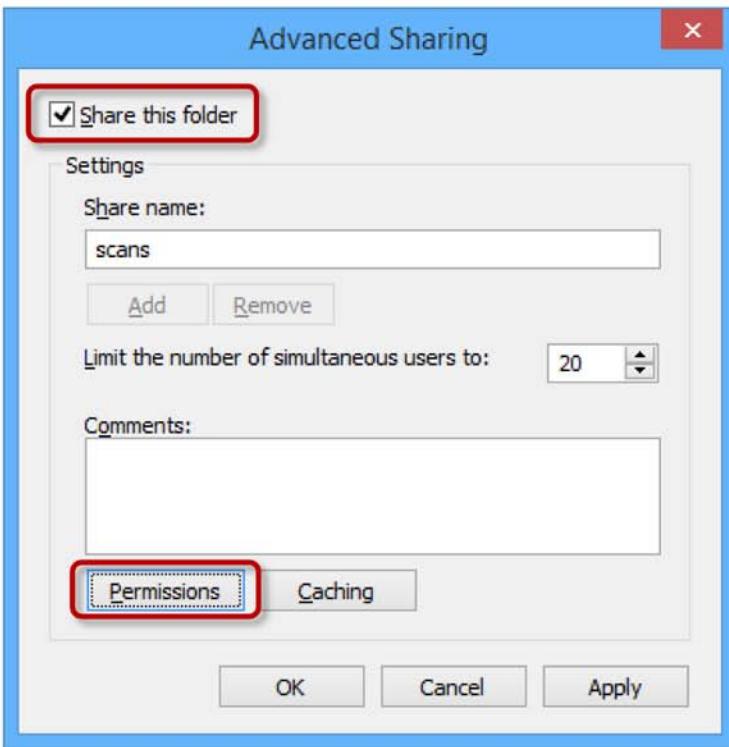 Advanced Sharing
Share this folder
Settings
Share name:
scans
Add Remove
Limit the number of simultaneous users to: 20
Comments:
Permissions Caching
OK Cancel Apply